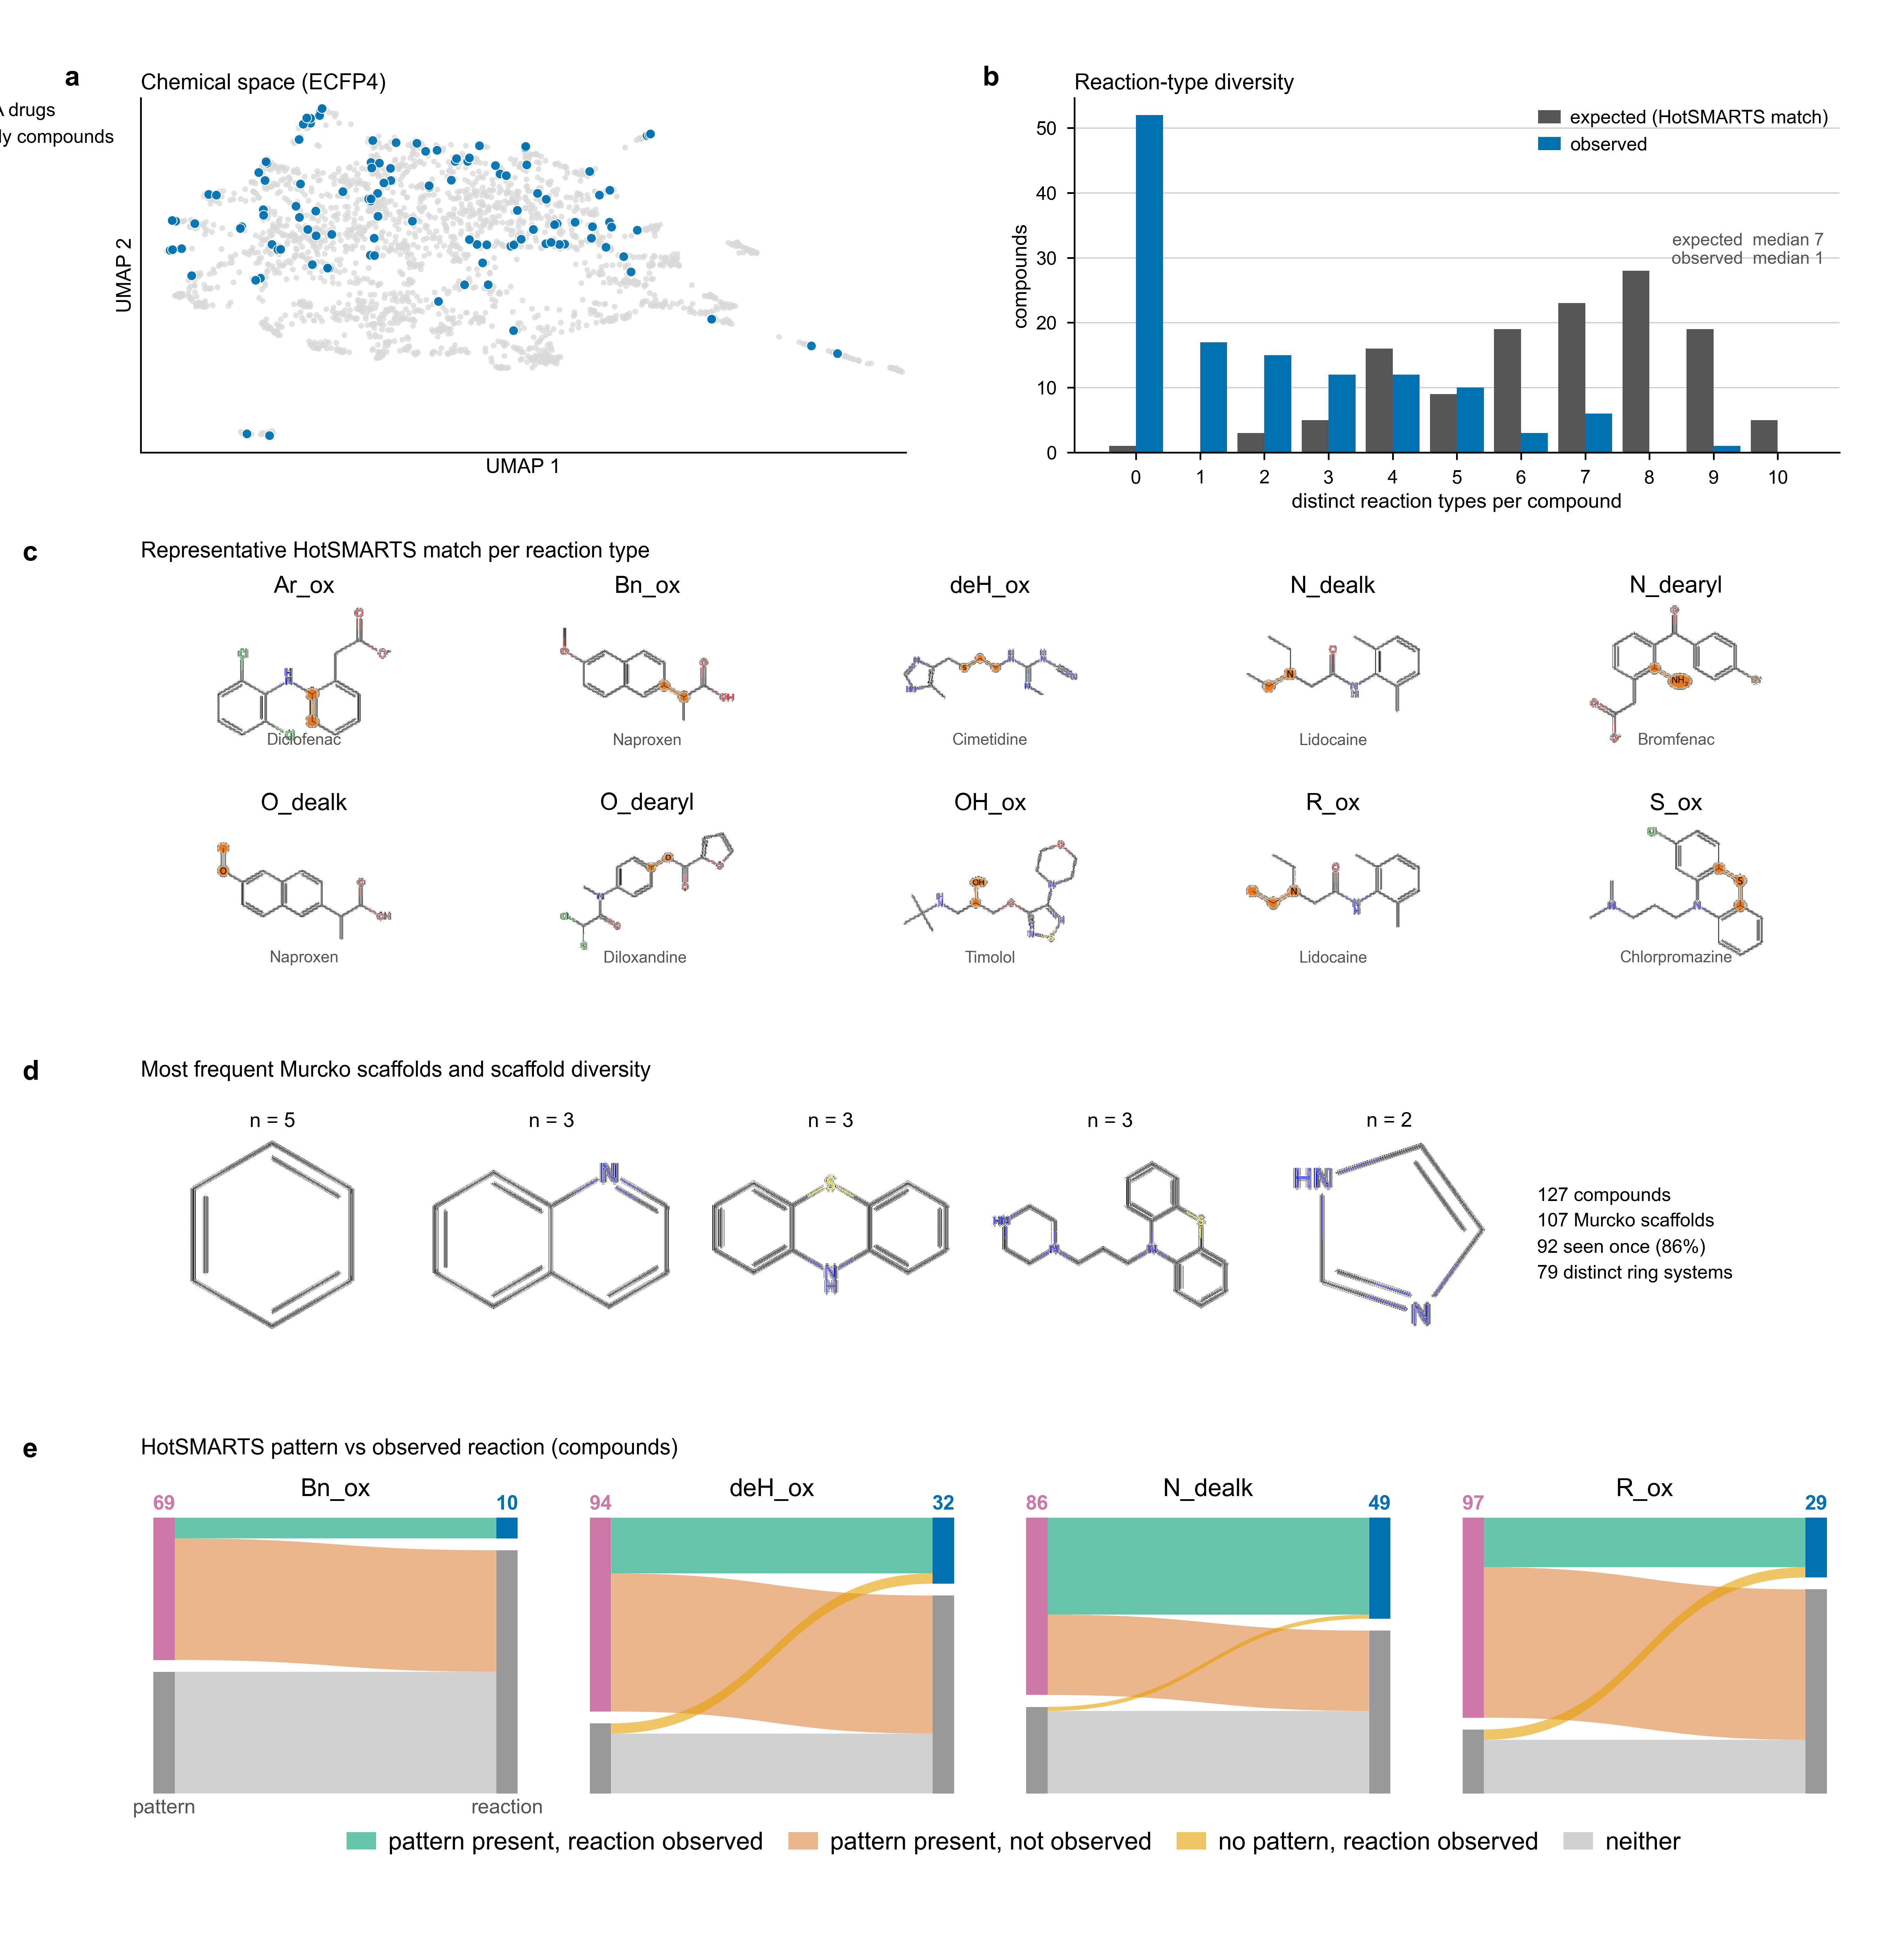 a
Chemical space (ECFP4)
drugs
compounds
UMAP 2
UMAP 1
b
Reaction-type diversity
expected (HotSMARTS match)
observed
expected median 7
observed median 1
compounds
50
40
30
20
10
0
0 1 2 3 4 5 6 7 8 9 10
distinct reaction types per compound
c
Representative HotSMARTS match per reaction type
Ar_ox
Bn_ox
deH_ox
N_dealk
N_dearyl
Diclofenac
Naproxen
Cimetidine
Lidocaine
Bromfenac
O_dealk
O_dearyl
OH_ox
R_ox
S_ox
Naproxen
Diloxandine
Timolol
Lidocaine
Chlorpromazine
d
Most frequent Murcko scaffolds and scaffold diversity
n = 5
n = 3
n = 3
n = 3
n = 2
N
S
N
H
HN
N
N
S
HN
N
127 compounds
107 Murcko scaffolds
92 seen once (86%)
79 distinct ring systems
e
HotSMARTS pattern vs observed reaction (compounds)
Bn_ox
69
10
pattern
reaction
deH_ox
94
32
N_dealk
86
49
R_ox
97
29
pattern present, reaction observed
pattern present, not observed
no pattern, reaction observed
neither